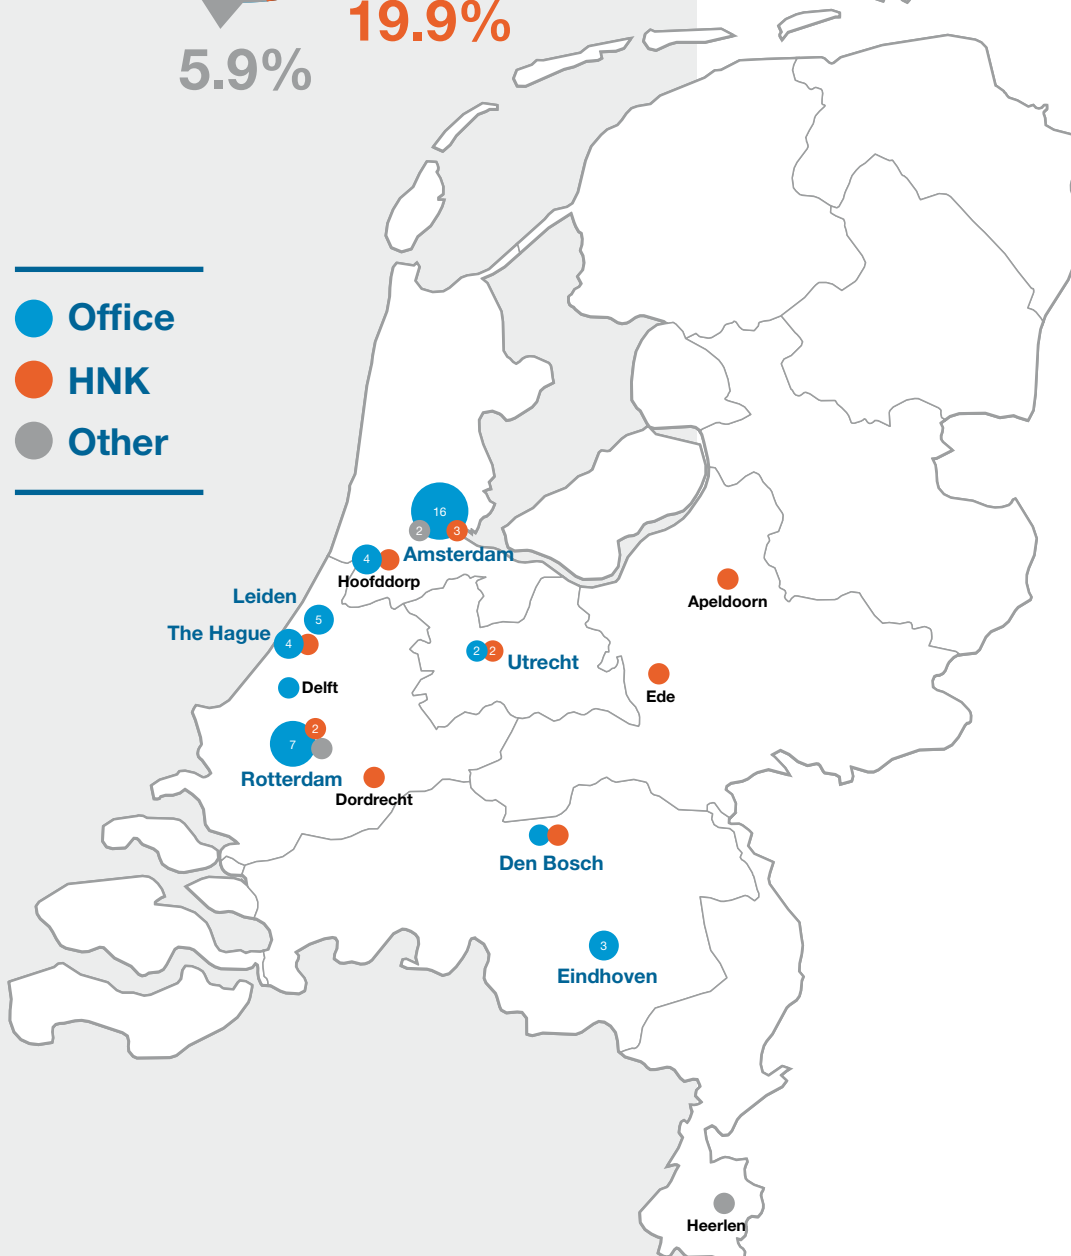 19.9%
5.9%
Office
HNK
Other
16
2
3
Amsterdam
4
Hoofddorp
Leiden
5
The Hague
4
Apeldoorn
2
2
Utrecht
Delft
Ede
2
7
Rotterdam
Dordrecht
Den Bosch
3
Eindhoven
Heerlen